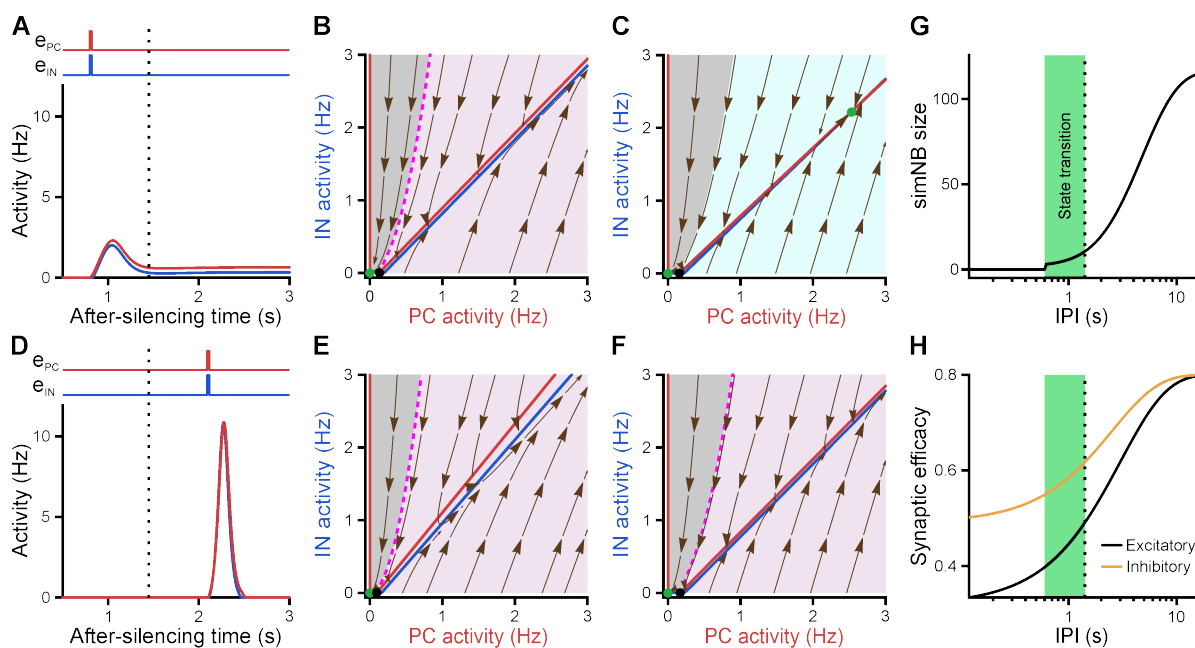 A
e_PC
e_IN
10
5
0
Activity (Hz)
1
2
3
After-silencing time (s)
B
3
2
1
0
IN activity (Hz)
0
1
2
3
PC activity (Hz)
C
3
2
1
0
IN activity (Hz)
0
1
2
3
PC activity (Hz)
G
100
50
0
simNB size
State transition
1
10
IPI (s)
D
e_PC
e_IN
10
5
0
Activity (Hz)
1
2
3
After-silencing time (s)
E
3
2
1
0
IN activity (Hz)
0
1
2
3
PC activity (Hz)
F
3
2
1
0
IN activity (Hz)
0
1
2
3
PC activity (Hz)
H
0.8
0.6
0.4
Synaptic efficacy
Excitatory
Inhibitory
1
10
IPI (s)